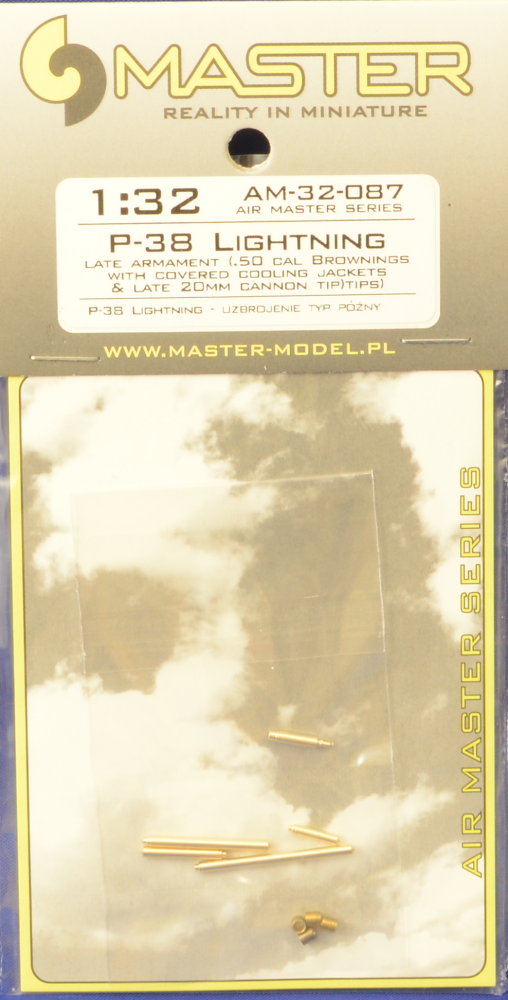 MASTER
REALITY IN MINIATURE
1:32
AM-32-087
AIR MASTER SERIES
P-38 LIGHTNING
LATE ARMAMENT (.50 CAL BROWNINGS
WITH COVERED COOLING JACKETS
& LATE 20MM CANNON TIP)TIPS)
P-38 LIGHTNING - UZBROJENIE TYP PÓŹNY
WWW.MASTER-MODEL.PL
AIR MASTER SERIES